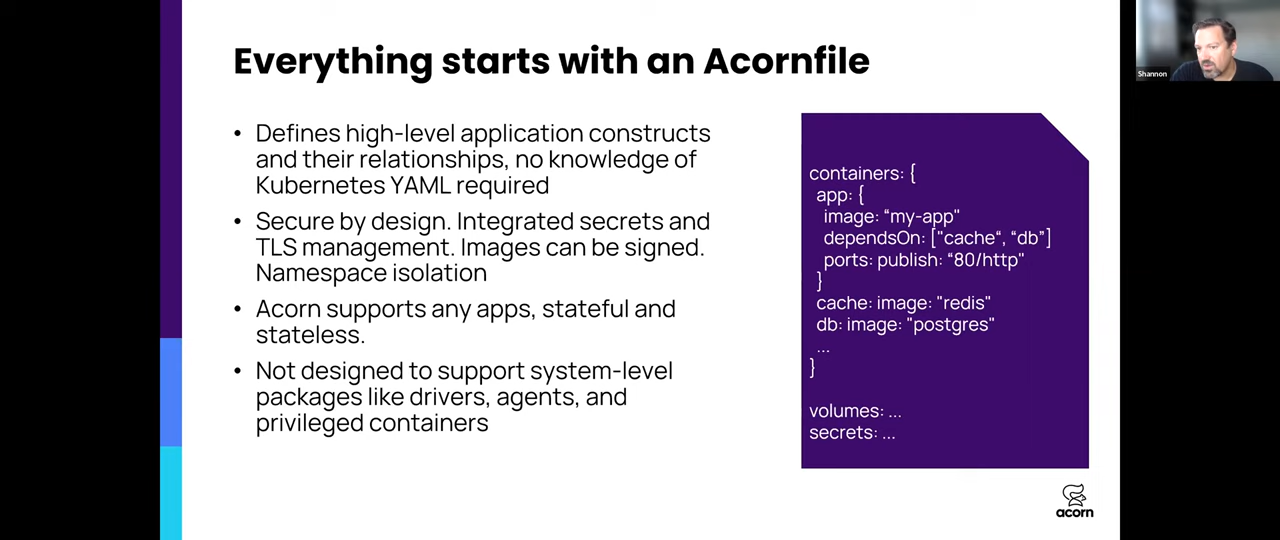 Everything starts with an Acornfile
• Defines high-level application constructs
and their relationships, no knowledge of
Kubernetes YAML required
• Secure by design. Integrated secrets and
TLS management. Images can be signed.
Namespace isolation
• Acorn supports any apps, stateful and
stateless.
• Not designed to support system-level
packages like drivers, agents, and
privileged containers
containers: {
app: {
image: “my-app"
dependsOn: ["cache“, “db”]
ports: publish: “80/http"
}
cache: image: "redis"
db: image: "postgres"
...
}
volumes: ...
secrets: ...
acorn
Shannon